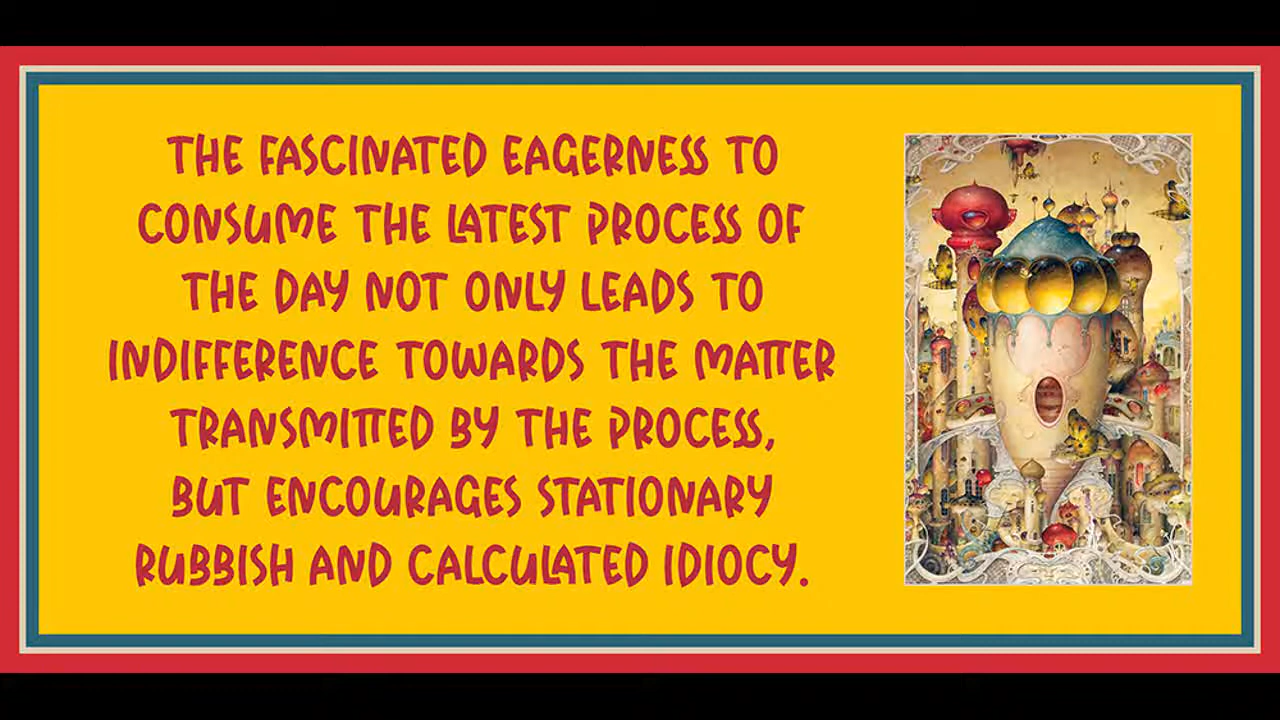 THE FASCINATED EAGERNESS TO
CONSUME THE LATEST PROCESS OF
THE DAY NOT ONLY LEADS TO
INDIFFERENCE TOWARDS THE MATTER
TRANSMITTED BY THE PROCESS,
BUT ENCOURAGES STATIONARY
RUBBISH AND CALCULATED IDIOCY.